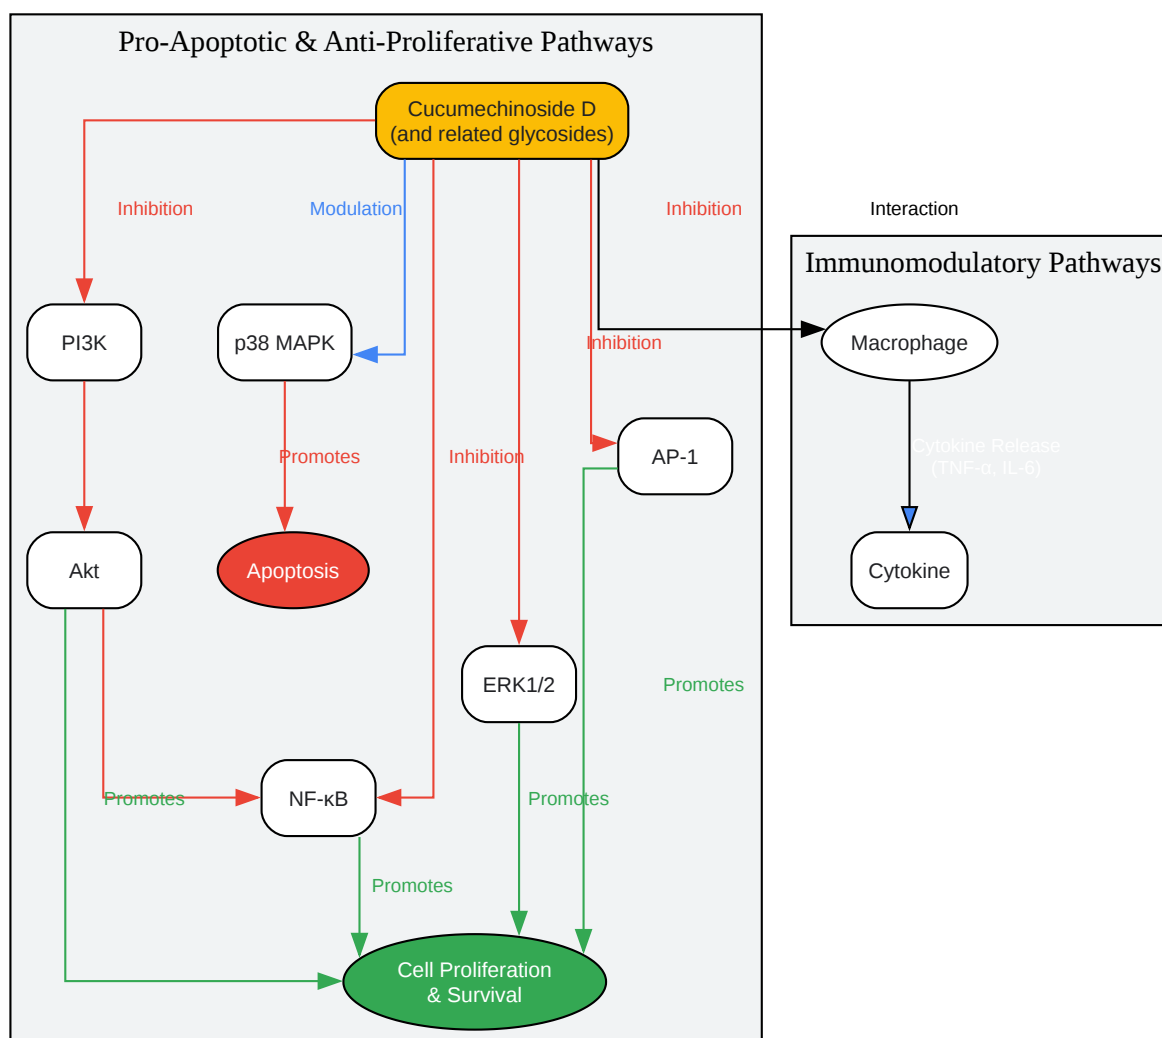 Pro-Apoptotic & Anti-Proliferative Pathways
Cucumechinoside D
(and related glycosides)
Inhibition
Modulation
Inhibition
Interaction
Immunomodulatory Pathways
PI3K
p38 MAPK
Inhibition
Macrophage
Promotes
Inhibition
AP-1
Cytokine Release
(TNF-α, IL-6)
Akt
Apoptosis
Cytokine
ERK1/2
Promotes
Promotes
NF-κB
Promotes
Promotes
Cell Proliferation
& Survival